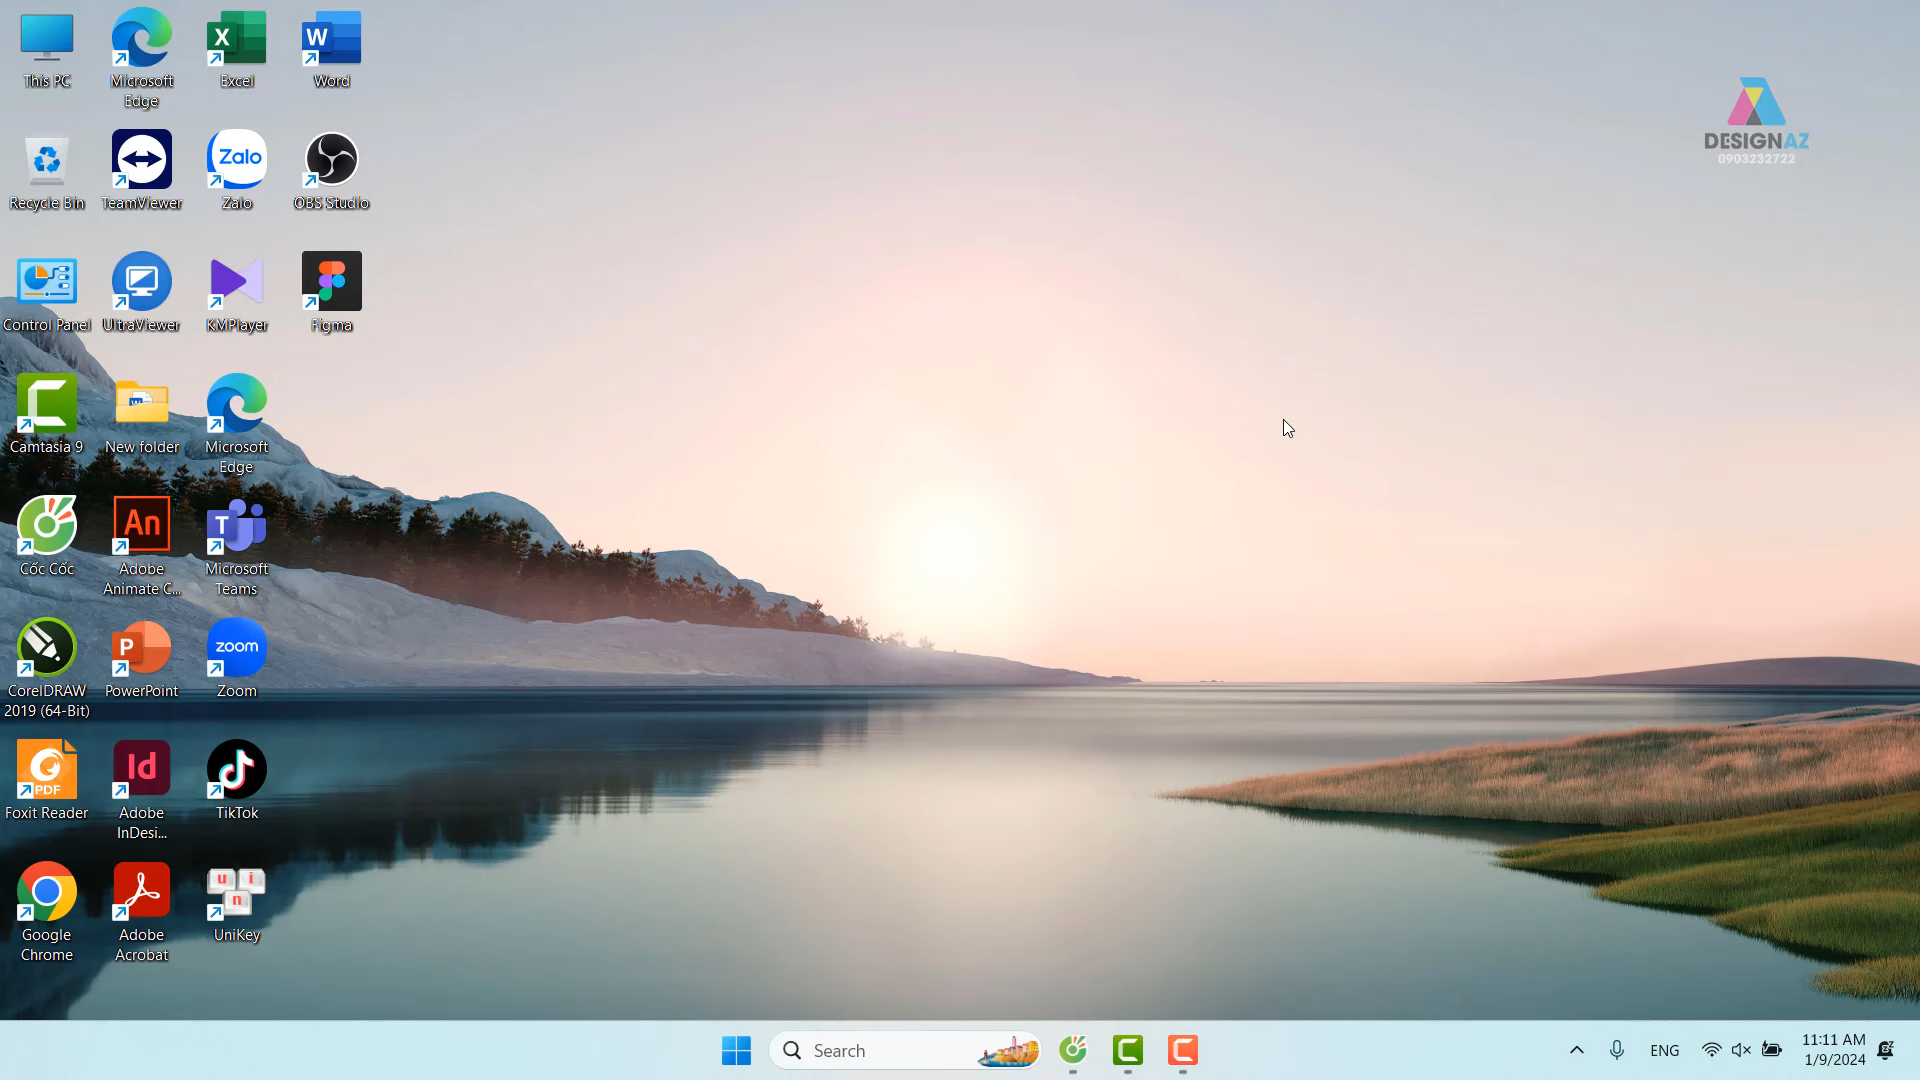 This PC
Microsoft
Edge
Excel
Word
Recycle Bin
TeamViewer
Zalo
Zalo
OBS Studio
Control Panel
UltraViewer
KMPlayer
Figma
Camtasia 9
New folder
Microsoft
Edge
Cốc Cốc
An
Adobe
Animate C...
T
Microsoft
Teams
CorelDRAW
2019 (64-Bit)
P
PowerPoint
zoom
Zoom
PDF
Foxit Reader
Id
Adobe
InDesi...
TikTok
Google
Chrome
Adobe
Acrobat
u i
n
UniKey
X
W
DESIGNAZ
0903232722
Search
ENG
11:11 AM
1/9/2024